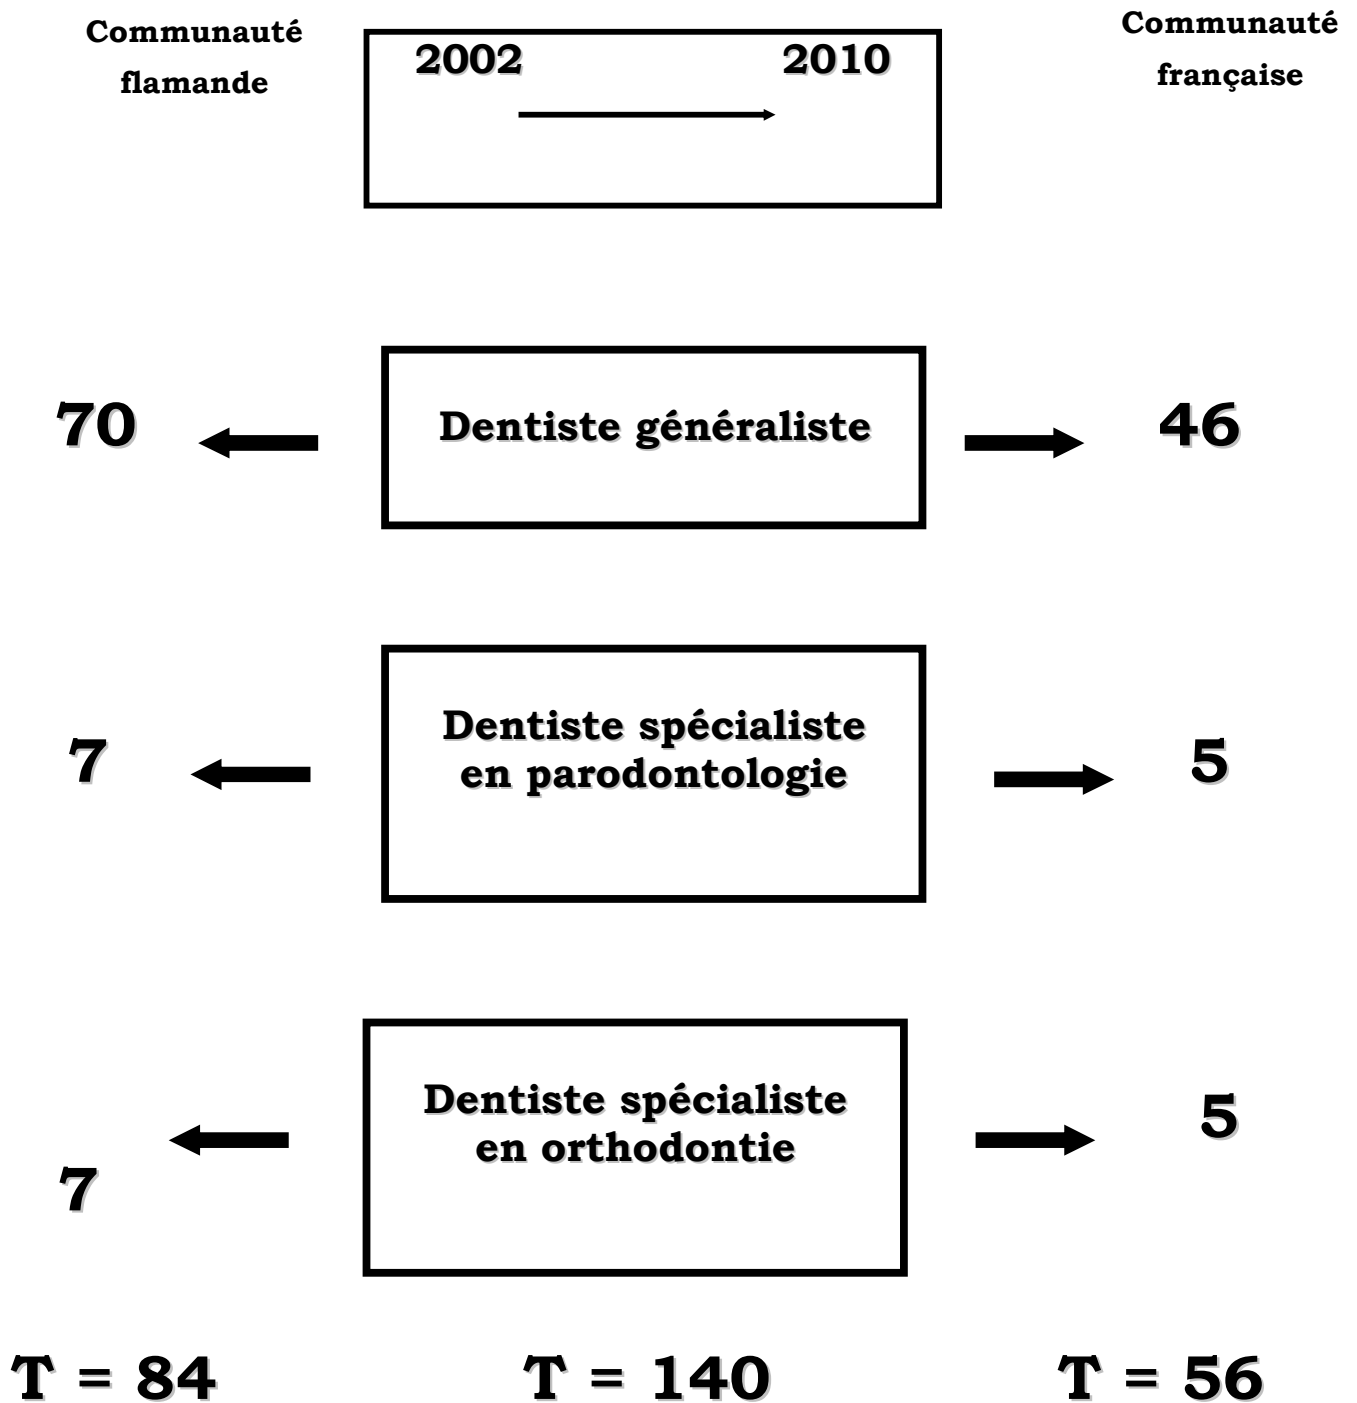 Communauté
flamande
2002
2010
Communauté
française
70
Dentiste généraliste
46
7
Dentiste spécialiste
en parodontologie
5
7
Dentiste spécialiste
en orthodontie
5
T = 84
T = 140
T = 56